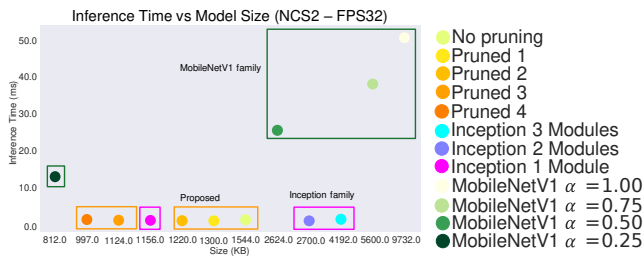 Inference Time vs Model Size (NCS2 – FPS32)
Inference Time (ms)
50.0
40.0
30.0
20.0
10.0
0.0
MobileNetV1 family
Proposed
Inception family
812.0 997.0 1124.0 1156.0 1220.0 1300.0 1544.0 2624.0 2700.0 4192.0 5600.0 9732.0
Size (KB)
No pruning
Pruned 1
Pruned 2
Pruned 3
Pruned 4
Inception 3 Modules
Inception 2 Modules
Inception 1 Module
MobileNetV1 α = 1.00
MobileNetV1 α = 0.75
MobileNetV1 α = 0.50
MobileNetV1 α = 0.25